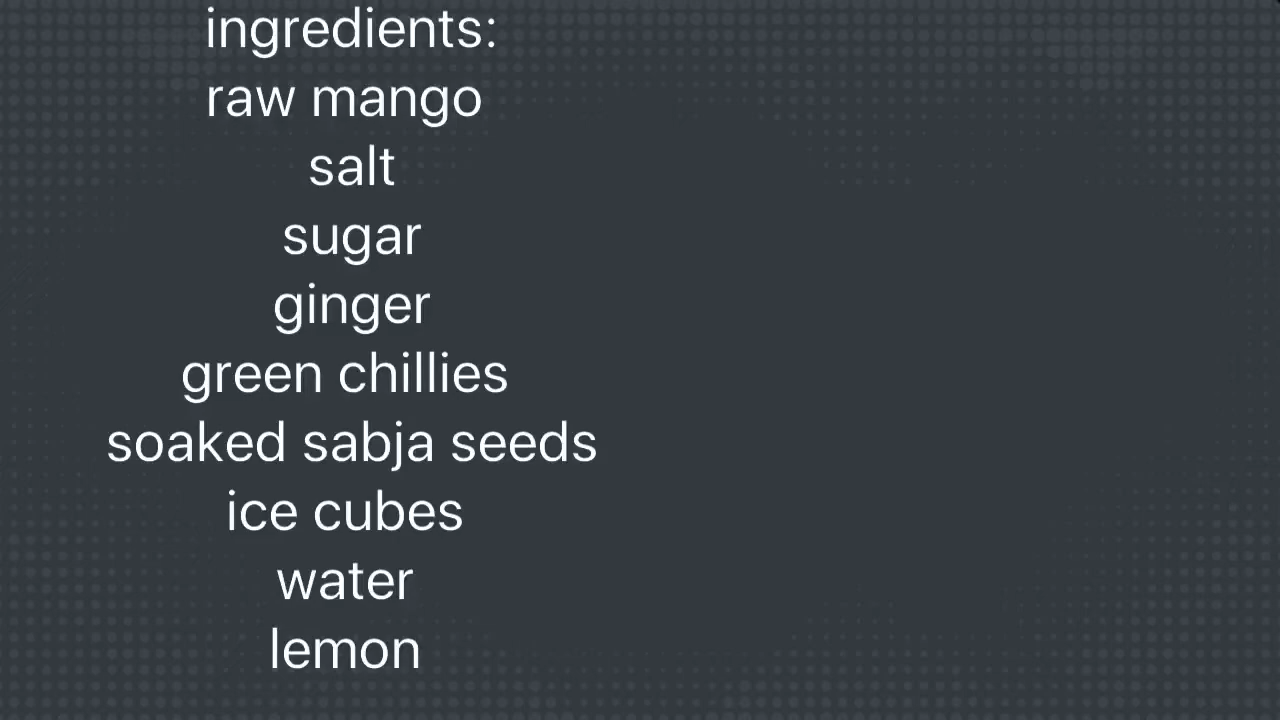 ingredients:
raw mango
salt
sugar
ginger
green chillies
soaked sabja seeds
ice cubes
water
lemon